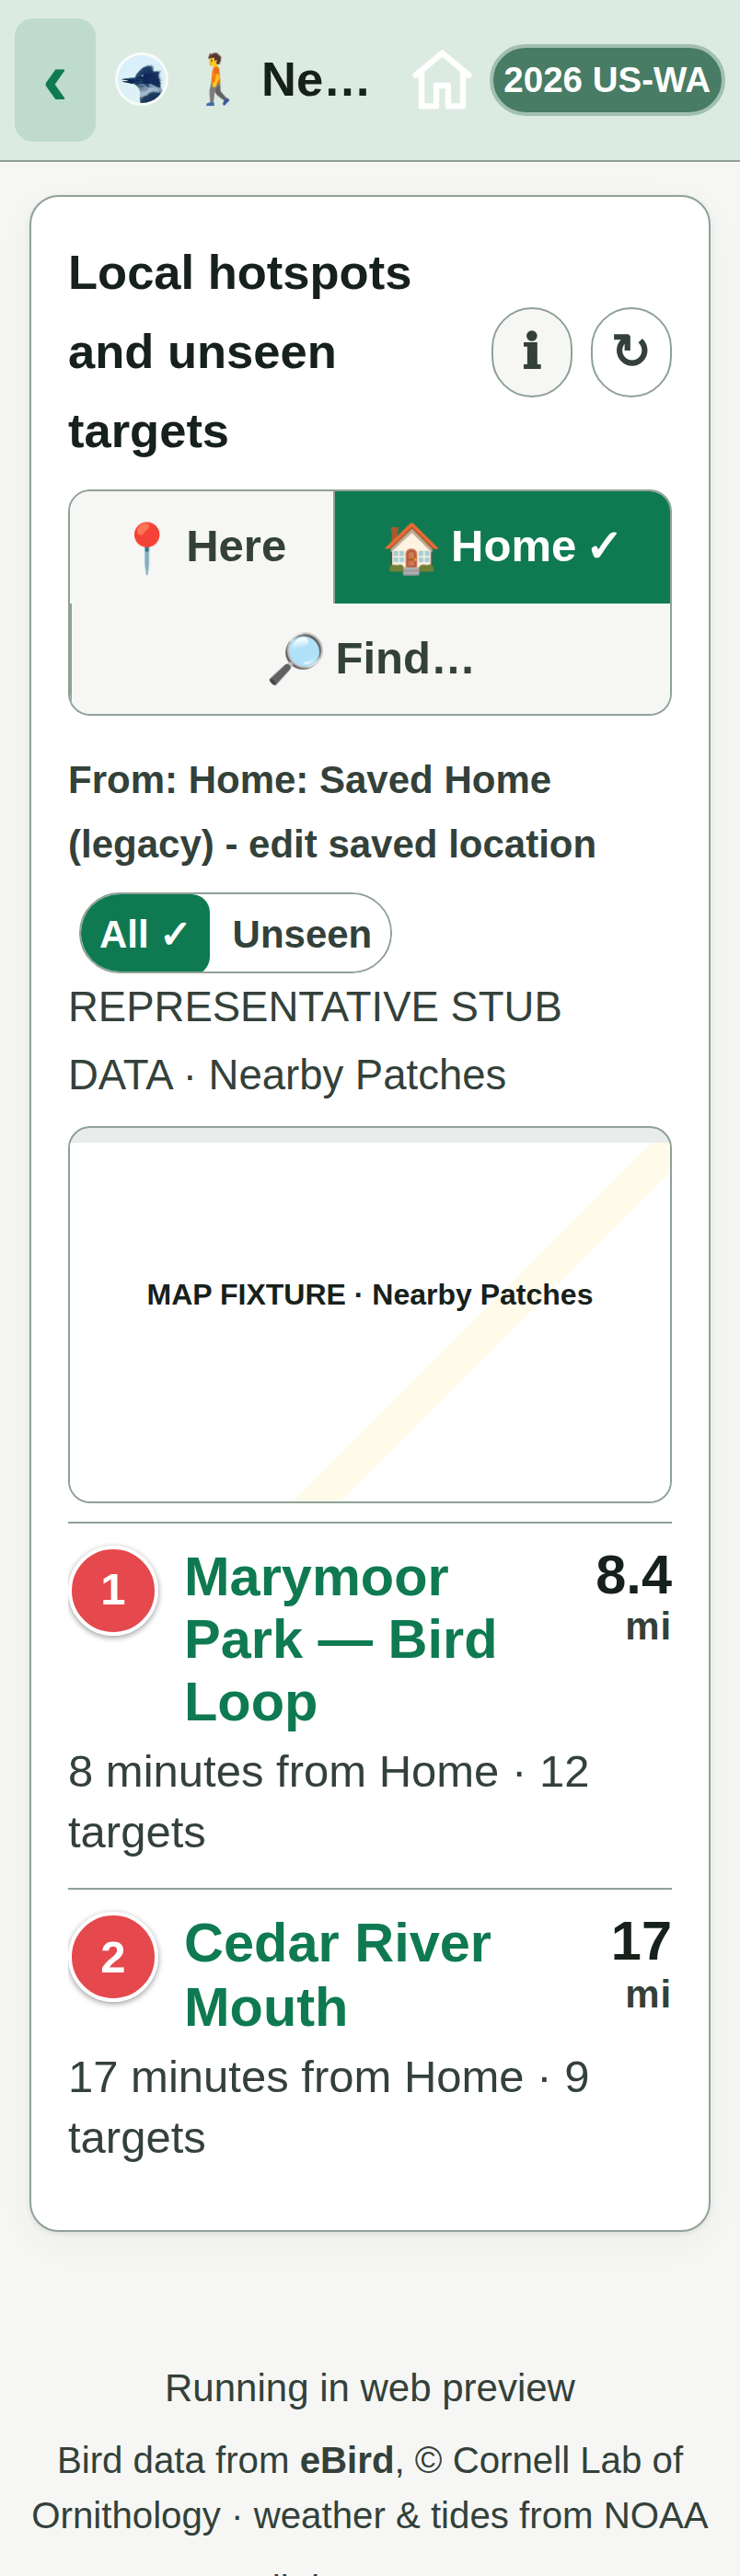 ‹ Ne… 2026 US-WA
Local hotspots
and unseen
targets
ℹ ↻
📍 Here
🏠 Home ✓
🔎 Find…
From: Home: Saved Home
(legacy) - edit saved location
All ✓ Unseen
REPRESENTATIVE STUB
DATA · Nearby Patches
MAP FIXTURE · Nearby Patches
1 Marymoor 8.4
Park — Bird mi
Loop
8 minutes from Home · 12
targets
2 Cedar River 17
Mouth mi
17 minutes from Home · 9
targets
Running in web preview
Bird data from eBird, © Cornell Lab of
Ornithology · weather & tides from NOAA